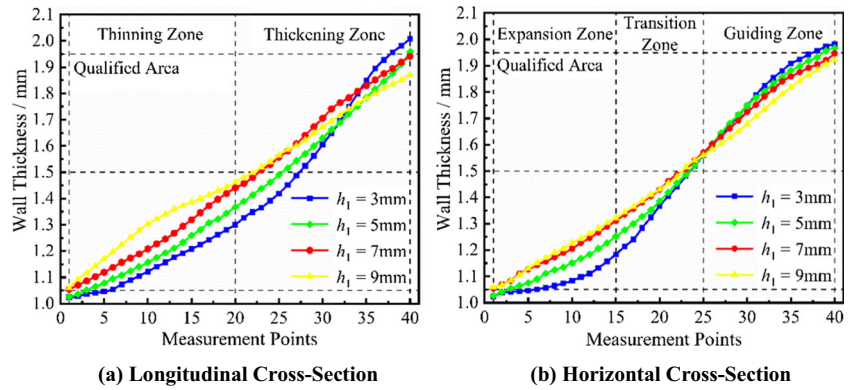 Thinning Zone
Thickening Zone
Qualified Area
2.1
2.0
1.9
1.8
1.7
1.6
1.5
1.4
1.3
1.2
1.1
1.0
Wall Thickness / mm
h1 = 3mm
h1 = 5mm
h1 = 7mm
h1 = 9mm
0 5 10 15 20 25 30 35 40
Measurement Points
(a) Longitudinal Cross-Section
Expansion Zone
Transition
Zone
Guiding Zone
Qualified Area
2.1
2.0
1.9
1.8
1.7
1.6
1.5
1.4
1.3
1.2
1.1
1.0
Wall Thickness / mm
h1 = 3mm
h1 = 5mm
h1 = 7mm
h1 = 9mm
0 5 10 15 20 25 30 35 40
Measurement Points
(b) Horizontal Cross-Section